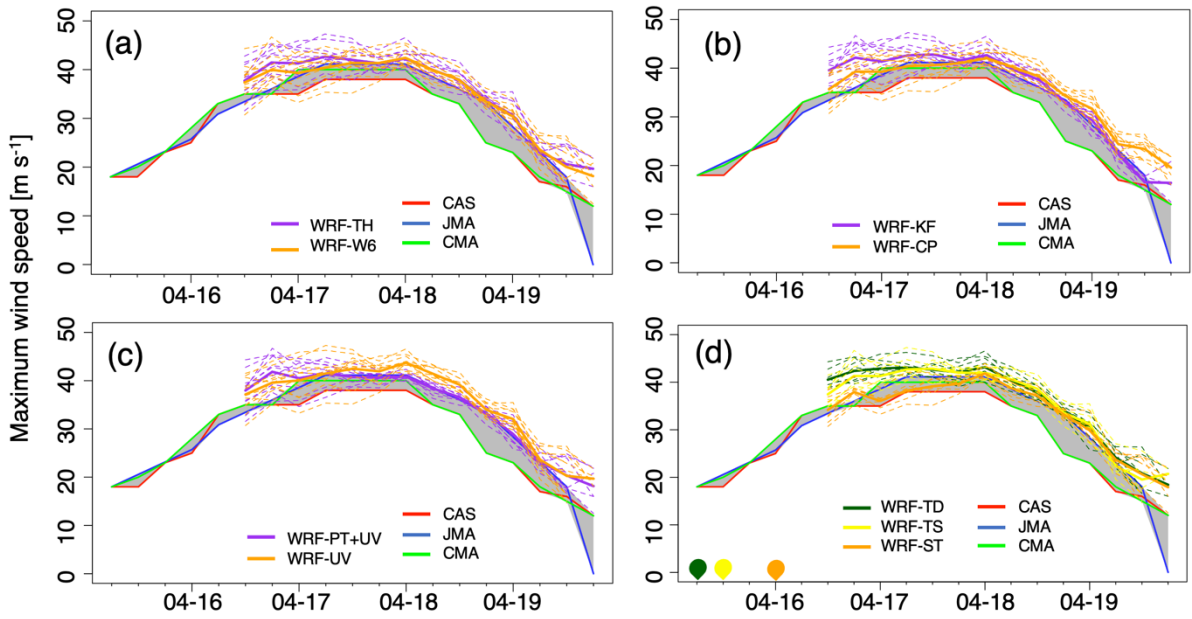 Maximum wind speed [m s⁻¹]
(a)
50
40
30
20
10
0
WRF-TH
WRF-W6
CAS
JMA
CMA
04-16 04-17 04-18 04-19
(b)
50
40
30
20
10
0
WRF-KF
WRF-CP
CAS
JMA
CMA
04-16 04-17 04-18 04-19
(c)
50
40
30
20
10
0
WRF-PT+UV
WRF-UV
CAS
JMA
CMA
04-16 04-17 04-18 04-19
(d)
50
40
30
20
10
0
WRF-TD
WRF-TS
WRF-ST
CAS
JMA
CMA
04-16 04-17 04-18 04-19